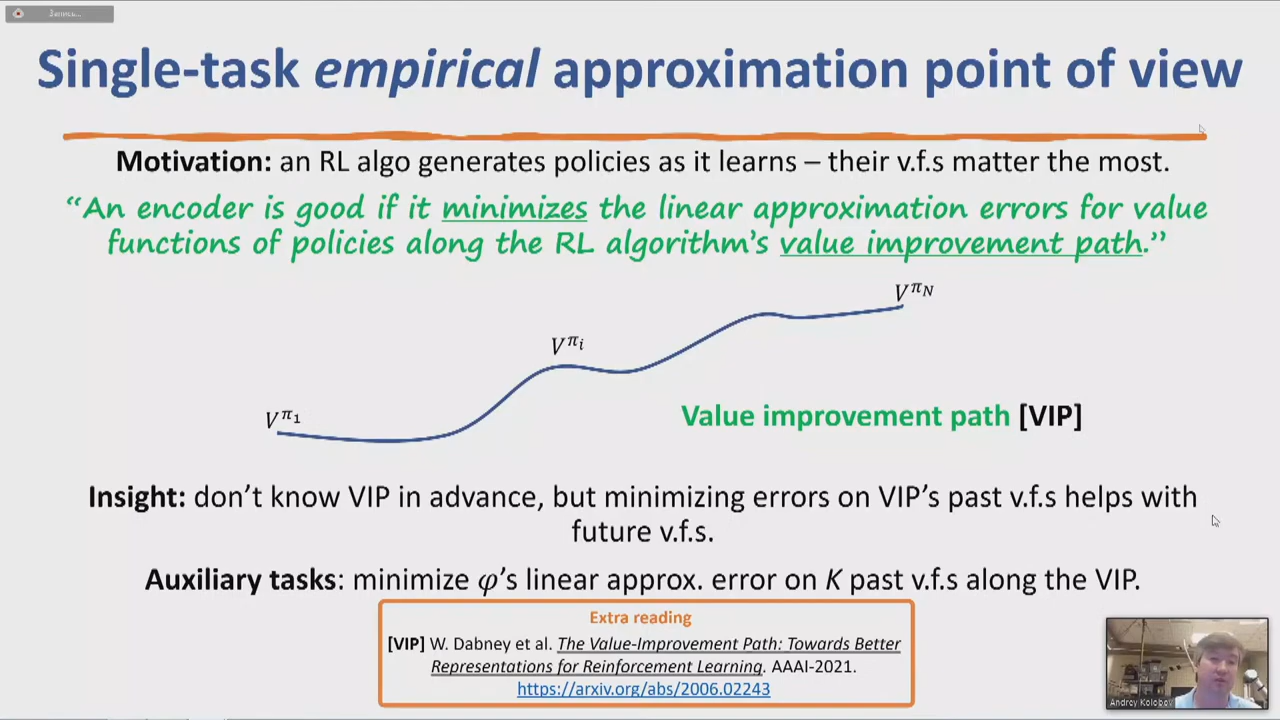 Запись...
Single-task empirical approximation point of view
Motivation: an RL algo generates policies as it learns – their v.f.s matter the most.
“An encoder is good if it minimizes the linear approximation errors for value
functions of policies along the RL algorithm’s value improvement path.”
V^{π_N}
V^{π_i}
V^{π_1}
Value improvement path [VIP]
Insight: don’t know VIP in advance, but minimizing errors on VIP’s past v.f.s helps with
future v.f.s.
Auxiliary tasks: minimize φ’s linear approx. error on K past v.f.s along the VIP.
Extra reading
[VIP] W. Dabney et al. The Value-Improvement Path: Towards Better
Representations for Reinforcement Learning. AAAI-2021.
https://arxiv.org/abs/2006.02243
Andrey Kolobov